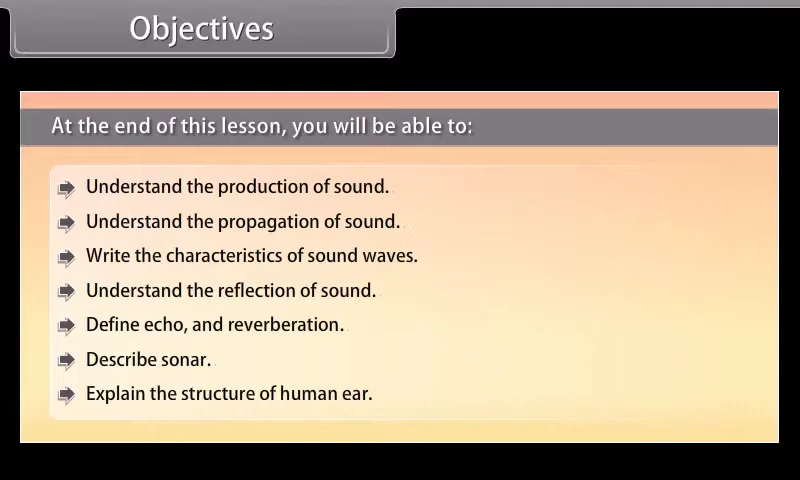 Objectives
At the end of this lesson, you will be able to:
Understand the production of sound.
Understand the propagation of sound.
Write the characteristics of sound waves.
Understand the reflection of sound.
Define echo, and reverberation.
Describe sonar.
Explain the structure of human ear.